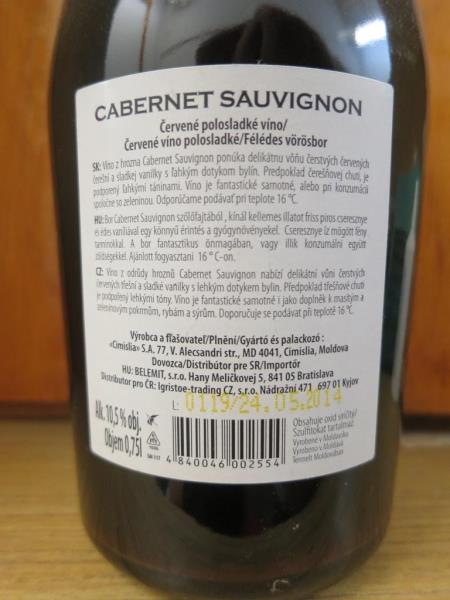 CABERNET SAUVIGNON
Červené polosladké víno/
Červené víno polosladké/Félédes vörösbor
SK: Víno z hrozna Cabernet Sauvignon ponúka delikátnu vôňu čerstvých červených
čerešní a sladkej vanilky s ľahkým dotykom bylín. Predpoklad čerešňovej chuti, je
podporený ľahkými táninami. Víno je fantastické samotné, alebo pri konzumácii
spoločne so zeleninou. Odporúčame podávať pri teplote 16 °C.
HU: Bor Cabernet Sauvignon szőlőfajtából , kínál kellemes illatot friss piros cseresznye
és édes vaníliával egy könnyű érintés a gyógynövényekel. Cseresznye íz mögött fény
tanninokkal. A bor fantasztikus önmagában, vagy illik konzumálni együtt
zöldségekkel. Ajánlott fogyasztani 16 °C-on.
CZ: Víno z odrůdy hroznů Cabernet Sauvignon nabízí delikátní vůni čerstvých
červených třešní a sladké vanilky s lehkým dotekem bylin. Předpoklad třešňové chuti
je podpořený lehkými tóny. Víno je fantastické samotné i jako doplněk k masitým a
zeleninovým pokrmům, rybám a sýrům. Doporučuje se podávat při teplotě 16 °C.
Výrobca a fľašovateľ/Plnění/Gyártó és palackozó :
«Cimislia» S.A. 77, V. Alecsandri str., MD 4041, Cimislia, Moldova
Dovozca/Distribútor pre SR/Importőr
HU: BELEMIT, s.r.o. Hany Meličkovej 5, 841 05 Bratislava
Distributor pro ČR: Igristoe-trading CZ, s.r.o. Nádražní 471 697 01 Kyjov
L: 0119/24.05.2014
Alk. 10,5 % obj.
Objem 0,75l
Obsahuje oxid siričitý/
Szulfitokat tartalmaz
Vyrobené v Moldavsku
Vyrobeno v Moldávii
Termelt Moldovában
4 840046 002554